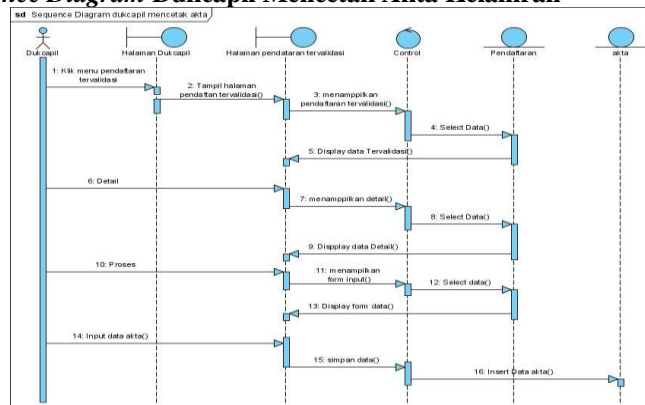 nce Diagram Dukcapil Mencetak Akta Kelahiran
sd Sequence Diagram dukcapil mencetak akta
Dukcapil
Halaman Dukcapil
Halaman pendataran tervalidasi
Control
Pendaftaran
akta
1: Klik menu pendaftaran
tervalidasi
2: Tampil halaman
pendaftan tervalidasi()
3: menamppilkan
pendaftaran tervalidasi()
4: Select Data()
5: Display data Tervalidasi()
6: Detail
7: menamppilkan detail()
8: Select Data()
9: Dispplay data Detail()
10: Proses
11: menampilkan
form input()
12: Select data()
13: Display form data()
14: Input data akta()
15: simpan data()
16: Insert Data akta()